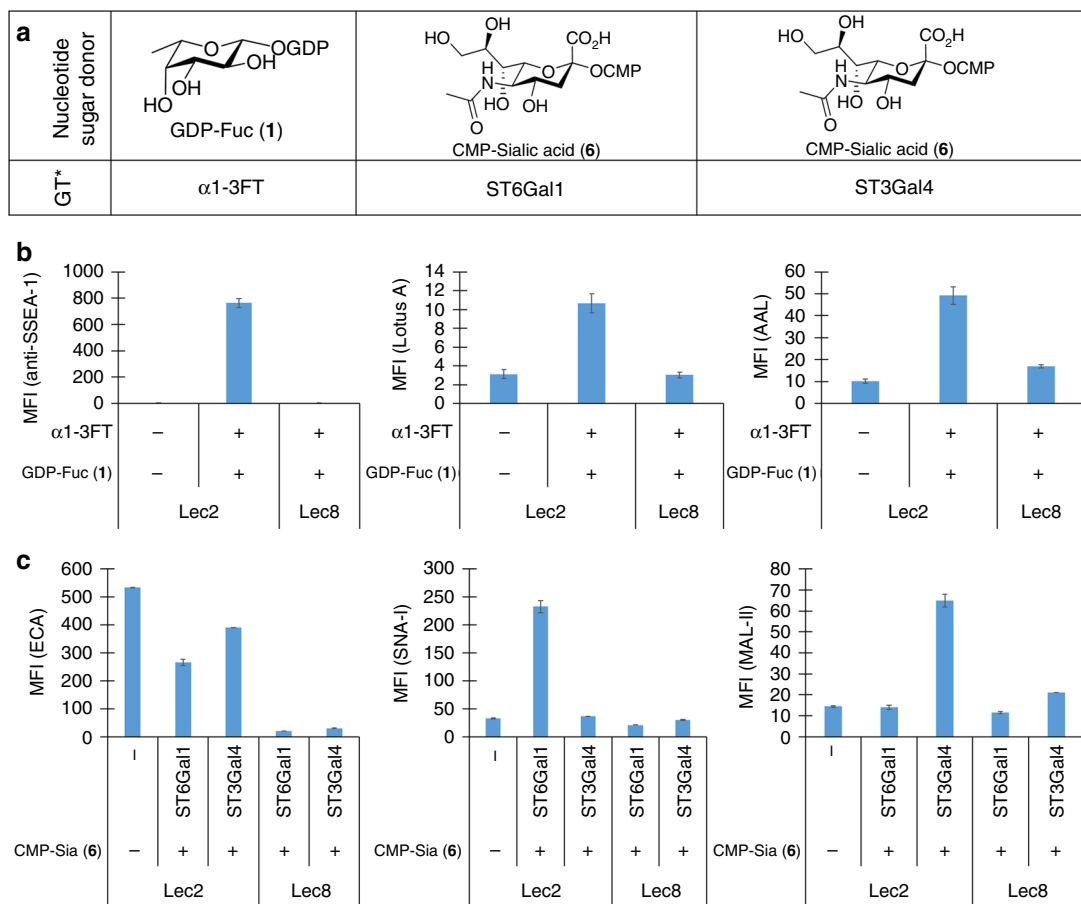 a
Nucleotide
sugar donor
O
OGDP
OH
OH
HO
GDP-Fuc (1)
HO
OH
CO2H
H
N
O
OCMP
HO
OH
O
CMP-Sialic acid (6)
HO
OH
CO2H
H
N
O
OCMP
HO
OH
O
CMP-Sialic acid (6)
GT*
α1-3FT
ST6Gal1
ST3Gal4
b
MFI (anti-SSEA-1)
1000
800
600
400
200
0
α1-3FT
– + +
GDP-Fuc (1)
– + +
Lec2 Lec8
MFI (Lotus A)
14
12
10
8
6
4
2
0
α1-3FT
– + +
GDP-Fuc (1)
– + +
Lec2 Lec8
MFI (AAL)
60
50
40
30
20
10
0
α1-3FT
– + +
GDP-Fuc (1)
– + +
Lec2 Lec8
c
MFI (ECA)
600
500
400
300
200
100
0
– ST6Gal1 ST3Gal4 ST6Gal1 ST3Gal4
CMP-Sia (6) – + + + +
Lec2 Lec8
MFI (SNA-I)
300
250
200
150
100
50
0
– ST6Gal1 ST3Gal4 ST6Gal1 ST3Gal4
CMP-Sia (6) – + + + +
Lec2 Lec8
MFI (MAL-II)
80
70
60
50
40
30
20
10
0
– ST6Gal1 ST3Gal4 ST6Gal1 ST3Gal4
CMP-Sia (6) – + + + +
Lec2 Lec8